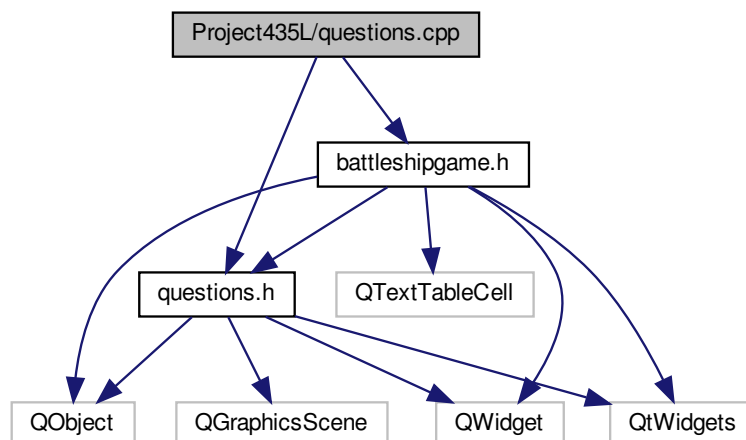 Project435L/questions.cpp
battleshipgame.h
questions.h
QTextTableCell
QObject
QGraphicsScene
QWidget
QtWidgets